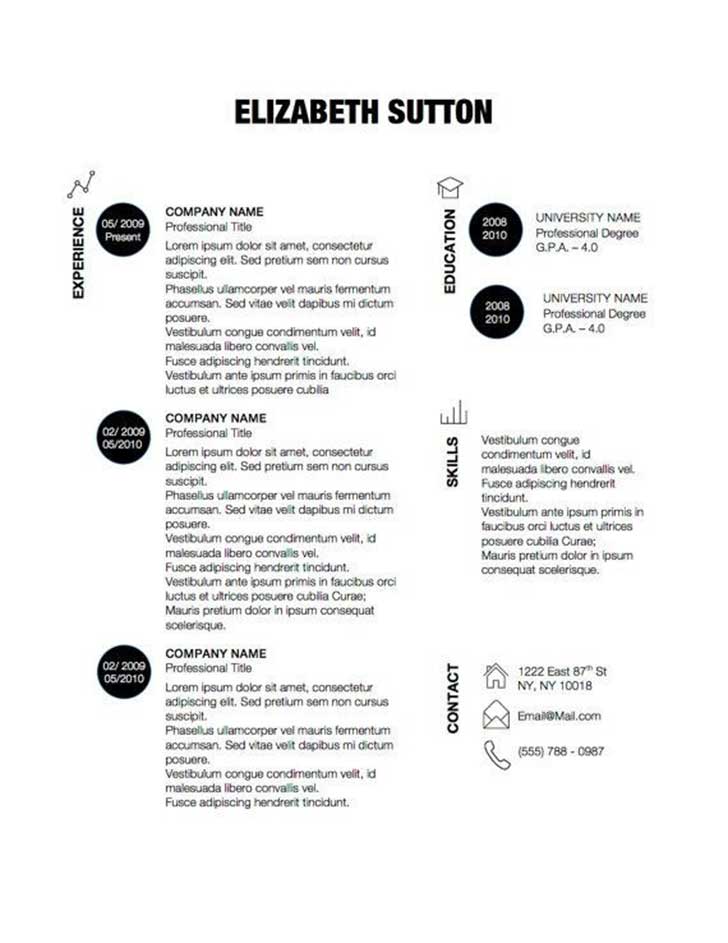 ELIZABETH SUTTON
EXPERIENCE
05/ 2009
Present
COMPANY NAME
Professional Title
Lorem ipsum dolor sit amet, consectetur
adipiscing elit. Sed pretium sem non cursus
suscipit.
Phasellus ullamcorper vel mauris fermentum
accumsan. Sed vitae velit dapibus mi dictum
posuere.
Vestibulum congue condimentum velit, id
malesuada libero convallis vel.
Fusce adipiscing hendrerit tincidunt.
Vestibulum ante ipsum primis in faucibus orci
luctus et ultrices posuere cubilia
02/ 2009
05/2010
COMPANY NAME
Professional Title
Lorem ipsum dolor sit amet, consectetur
adipiscing elit. Sed pretium sem non cursus
suscipit.
Phasellus ullamcorper vel mauris fermentum
accumsan. Sed vitae velit dapibus mi dictum
posuere.
Vestibulum congue condimentum velit, id
malesuada libero convallis vel.
Fusce adipiscing hendrerit tincidunt.
Vestibulum ante ipsum primis in faucibus orci
luctus et ultrices posuere cubilia Curae;
Mauris pretium dolor in ipsum consequat
scelerisque.
02/ 2009
05/2010
COMPANY NAME
Professional Title
Lorem ipsum dolor sit amet, consectetur
adipiscing elit. Sed pretium sem non cursus
suscipit.
Phasellus ullamcorper vel mauris fermentum
accumsan. Sed vitae velit dapibus mi dictum
posuere.
Vestibulum congue condimentum velit, id
malesuada libero convallis vel.
Fusce adipiscing hendrerit tincidunt.
EDUCATION
2008
2010
UNIVERSITY NAME
Professional Degree
G.P.A. – 4.0
2008
2010
UNIVERSITY NAME
Professional Degree
G.P.A. – 4.0
SKILLS
Vestibulum congue
condimentum velit, id
malesuada libero convallis vel.
Fusce adipiscing hendrerit
tincidunt.
Vestibulum ante ipsum primis in
faucibus orci luctus et ultrices
posuere cubilia Curae;
Mauris pretium dolor in ipsum
consequat scelerisque.
CONTACT
1222 East 87th St
NY, NY 10018
Email@Mail.com
(555) 788 - 0987